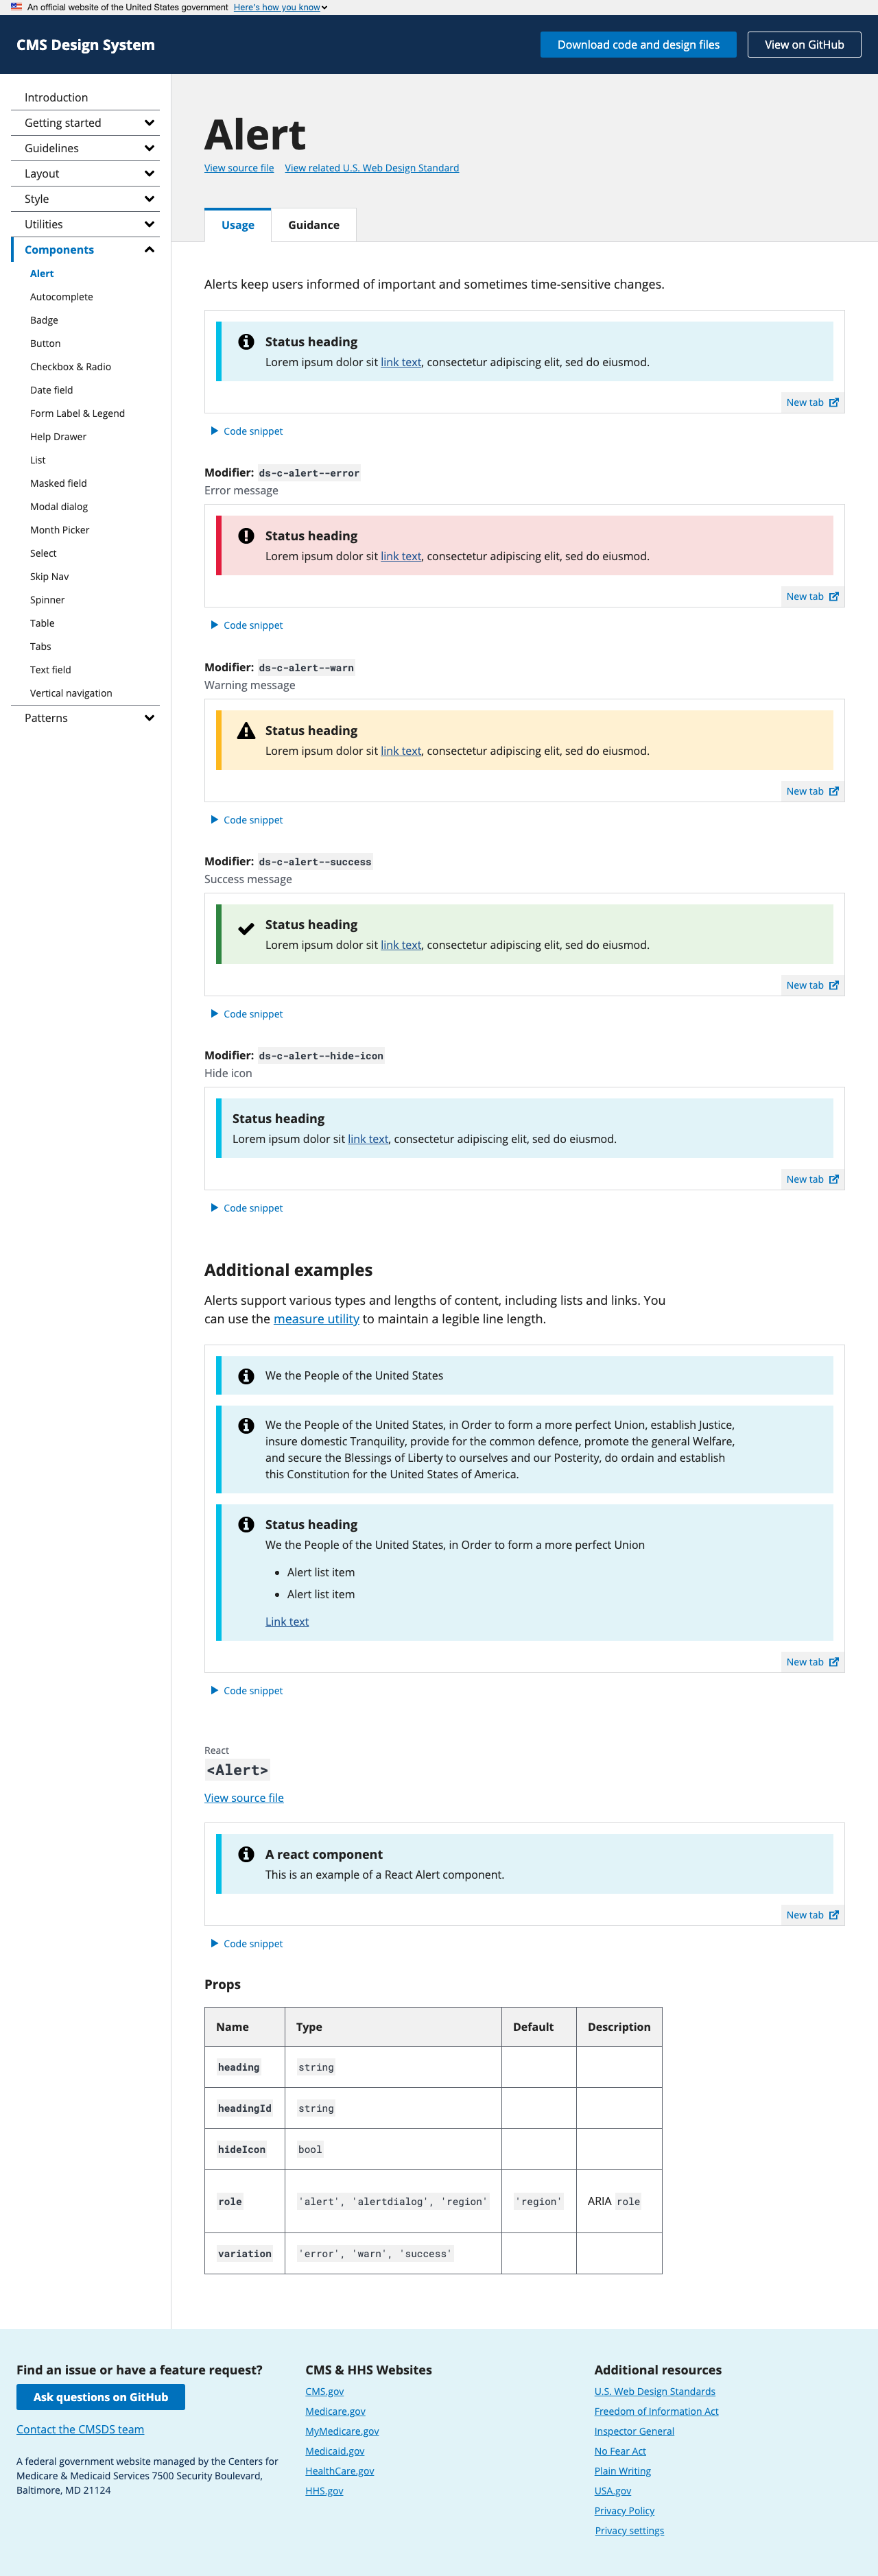 An official website of the United States government Here's how you know
CMS Design System
Download code and design files
View on GitHub
Introduction
Getting started
Guidelines
Layout
Style
Utilities
Components
Alert
Autocomplete
Badge
Button
Checkbox & Radio
Date field
Form Label & Legend
Help Drawer
List
Masked field
Modal dialog
Month Picker
Select
Skip Nav
Spinner
Table
Tabs
Text field
Vertical navigation
Patterns
Alert
View source file View related U.S. Web Design Standard
Usage Guidance
Alerts keep users informed of important and sometimes time-sensitive changes.
Status heading
Lorem ipsum dolor sit link text, consectetur adipiscing elit, sed do eiusmod.
New tab
Code snippet
Modifier: ds-c-alert--error
Error message
Status heading
Lorem ipsum dolor sit link text, consectetur adipiscing elit, sed do eiusmod.
New tab
Code snippet
Modifier: ds-c-alert--warn
Warning message
Status heading
Lorem ipsum dolor sit link text, consectetur adipiscing elit, sed do eiusmod.
New tab
Code snippet
Modifier: ds-c-alert--success
Success message
Status heading
Lorem ipsum dolor sit link text, consectetur adipiscing elit, sed do eiusmod.
New tab
Code snippet
Modifier: ds-c-alert--hide-icon
Hide icon
Status heading
Lorem ipsum dolor sit link text, consectetur adipiscing elit, sed do eiusmod.
New tab
Code snippet
Additional examples
Alerts support various types and lengths of content, including lists and links. You
can use the measure utility to maintain a legible line length.
We the People of the United States
We the People of the United States, in Order to form a more perfect Union, establish Justice,
insure domestic Tranquility, provide for the common defence, promote the general Welfare,
and secure the Blessings of Liberty to ourselves and our Posterity, do ordain and establish
this Constitution for the United States of America.
Status heading
We the People of the United States, in Order to form a more perfect Union
• Alert list item
• Alert list item
Link text
New tab
Code snippet
React
<Alert>
View source file
A react component
This is an example of a React Alert component.
New tab
Code snippet
Props
Name Type Default Description
heading string
headingId string
hideIcon bool
role 'alert', 'alertdialog', 'region' 'region' ARIA role
variation 'error', 'warn', 'success'
Find an issue or have a feature request?
Ask questions on GitHub
Contact the CMSDS team
A federal government website managed by the Centers for
Medicare & Medicaid Services 7500 Security Boulevard,
Baltimore, MD 21124
CMS & HHS Websites
CMS.gov
Medicare.gov
MyMedicare.gov
Medicaid.gov
HealthCare.gov
HHS.gov
Additional resources
U.S. Web Design Standards
Freedom of Information Act
Inspector General
No Fear Act
Plain Writing
USA.gov
Privacy Policy
Privacy settings